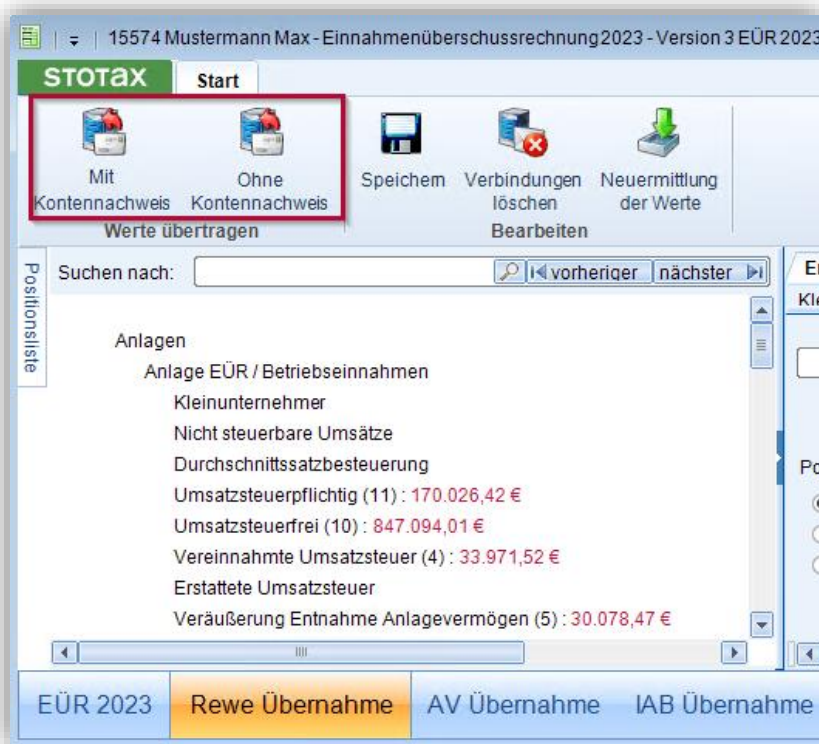 15574 Mustermann Max - Einnahmenüberschussrechnung 2023 - Version 3 EÜR 2023
STOTAX Start
Mit Kontennachweis
Ohne Kontennachweis
Speichern
Verbindungen löschen
Neuermittlung der Werte
Werte übertragen
Bearbeiten
Positionsliste
Suchen nach:
vorheriger nächster
Anlagen
Anlage EÜR / Betriebseinnahmen
Kleinunternehmer
Nicht steuerbare Umsätze
Durchschnittssatzbesteuerung
Umsatzsteuerpflichtig (11) : 170.026,42 €
Umsatzsteuerfrei (10) : 847.094,01 €
Vereinnahmte Umsatzsteuer (4) : 33.971,52 €
Erstattete Umsatzsteuer
Veräußerung Entnahme Anlagevermögen (5) : 30.078,47 €
EÜR 2023
Rewe Übernahme
AV Übernahme
IAB Übernahme